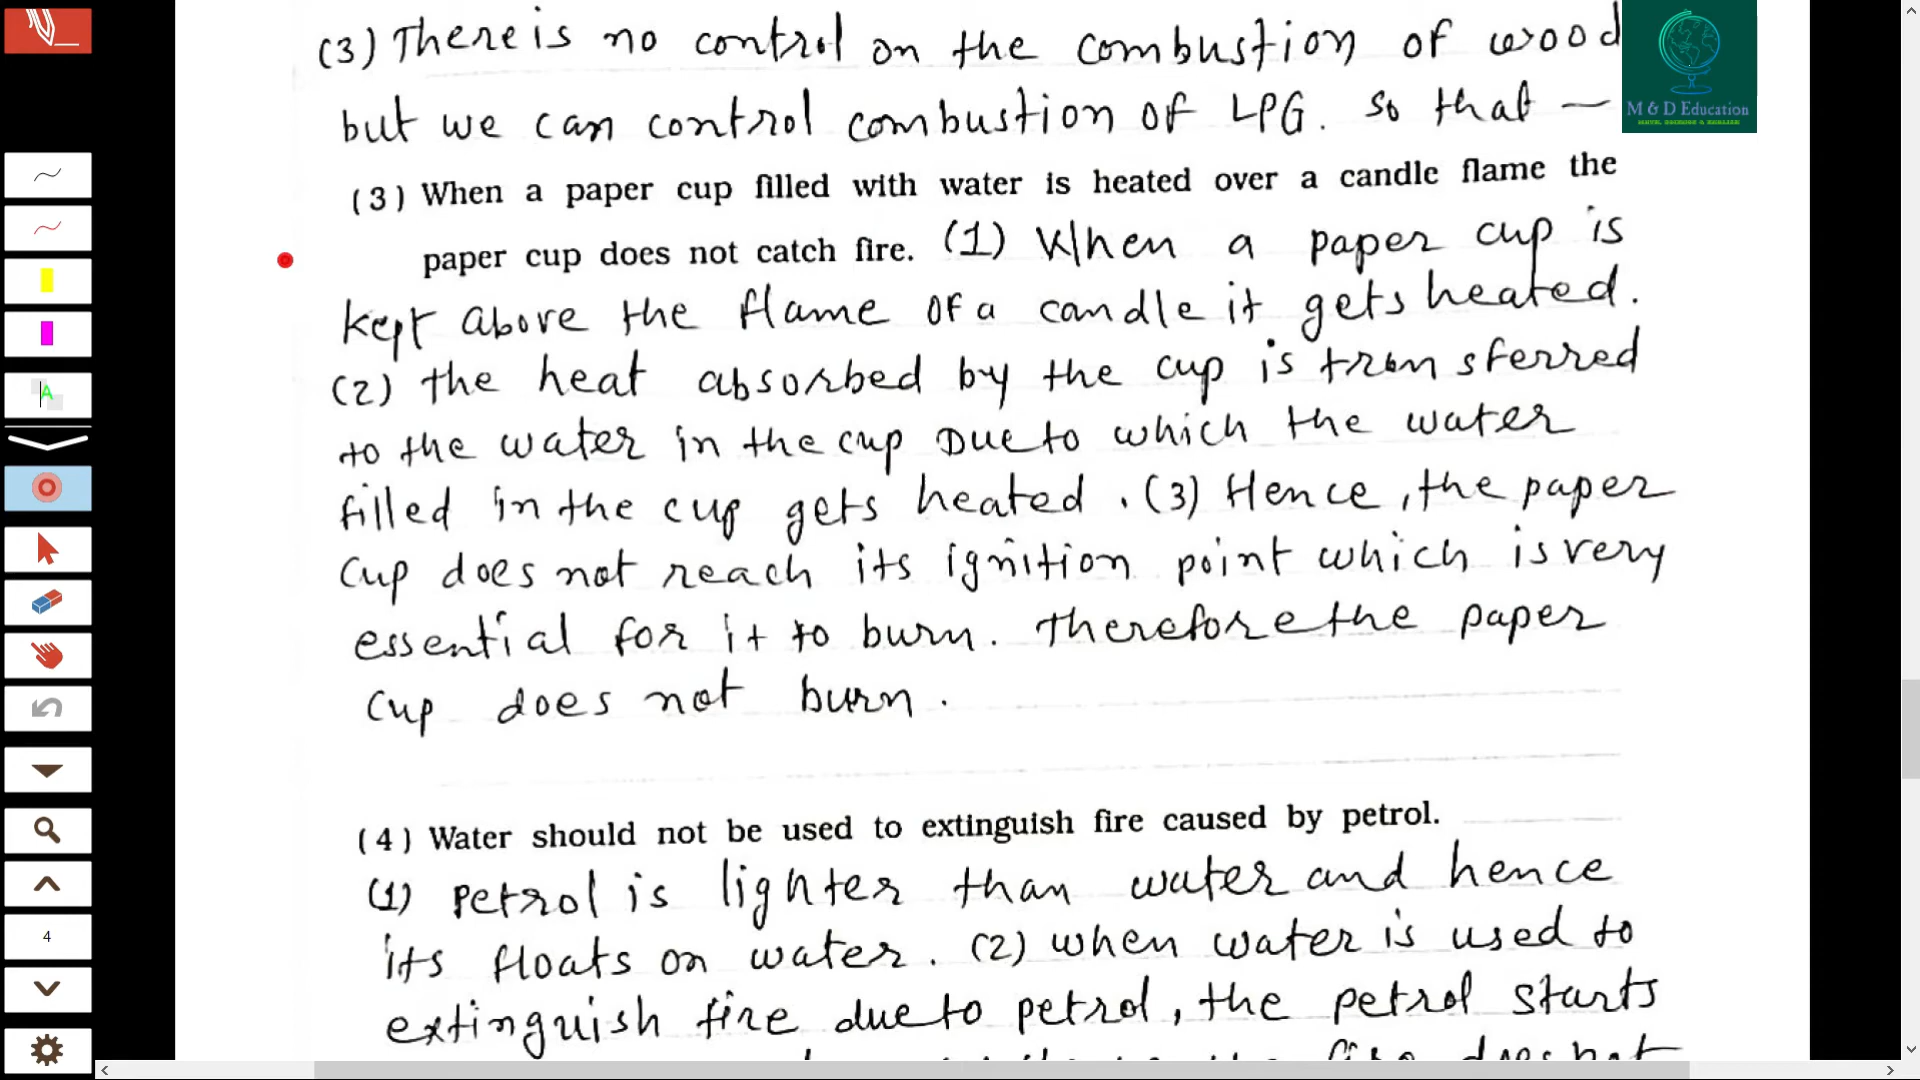 (3) There is no control on the combustion of wood
but we can control combustion of LPG. so that —
M & D Education
(3) When a paper cup filled with water is heated over a candle flame the
paper cup does not catch fire. (1) When a paper cup is
kept above the flame of a candle it gets heated.
(2) the heat absorbed by the cup is transferred
to the water in the cup Due to which the water
filled in the cup gets heated. (3) Hence, the paper
cup does not reach its ignition point which is very
essential for it to burn. Therefore the paper
cup does not burn.
(4) Water should not be used to extinguish fire caused by petrol.
(1) Petrol is lighter than water and hence
its floats on water. (2) when water is used to
extinguish fire due to petrol, the petrol starts
fire does not
A
4